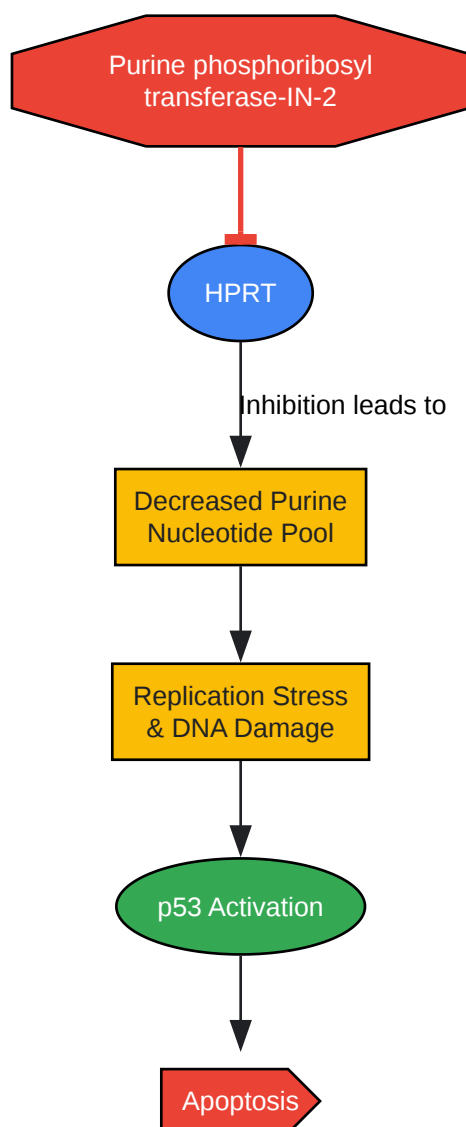 Purine phosphoribosyl
transferase-IN-2
HPRT
Inhibition leads to
Decreased Purine
Nucleotide Pool
Replication Stress
& DNA Damage
p53 Activation
Apoptosis